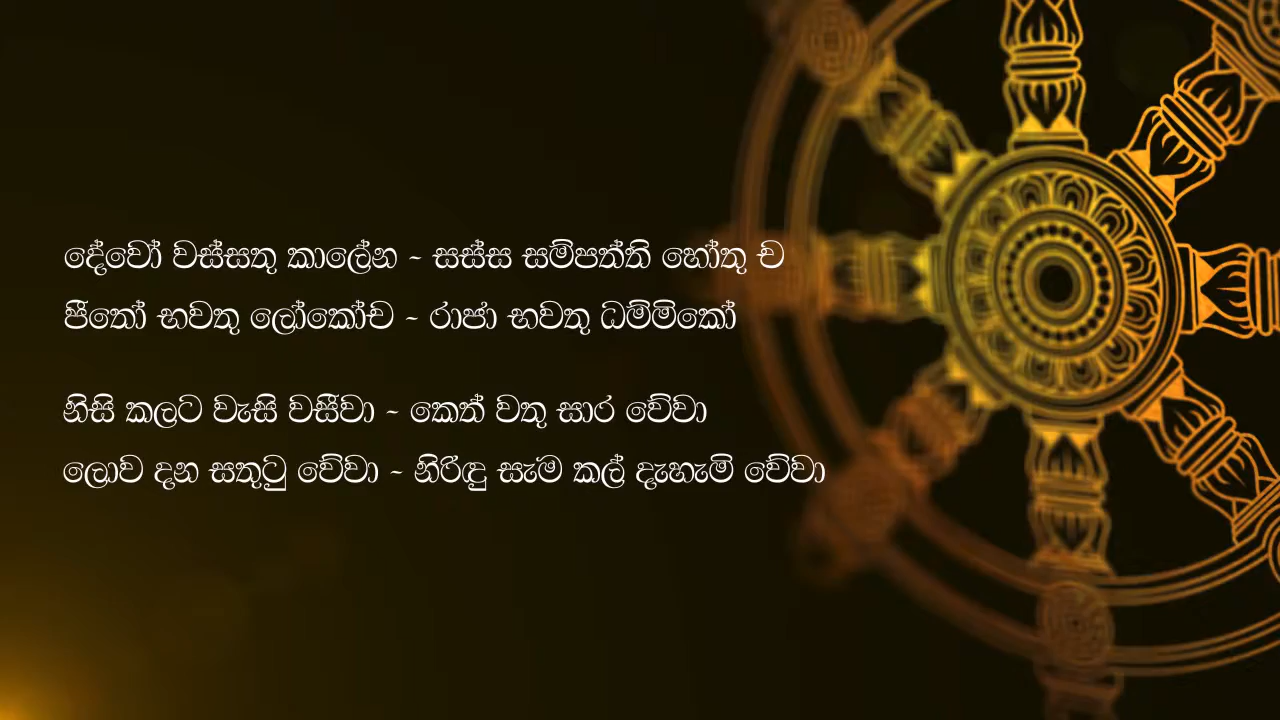 දේවෝ වස්සතු කාලේන ~ සස්ස සම්පත්ති හෝතු ච
පීතෝ භවතු ලෝකෝච ~ රාජා භවතු ධම්මිකෝ
නිසි කලට වැසි වසීවා ~ කෙත් වතු සාර වේවා
ලොව දන සතුටු වේවා ~ නිරිඳු සැම කල් දැහැමි වේවා